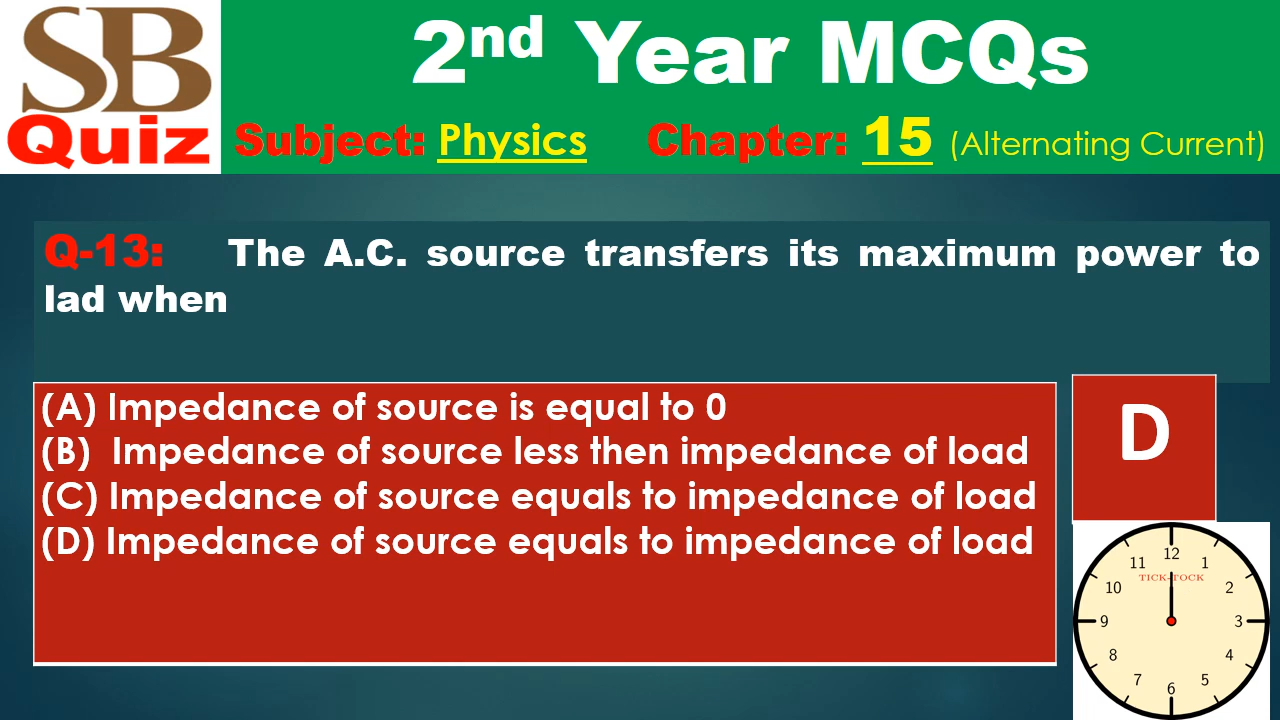 SB
Quiz
2nd Year MCQs
Subject: Physics Chapter: 15 (Alternating Current)
Q-13: The A.C. source transfers its maximum power to
lad when
(A) Impedance of source is equal to 0
(B) Impedance of source less then impedance of load
(C) Impedance of source equals to impedance of load
(D) Impedance of source equals to impedance of load
D
12
11 1
TICK-TOCK
10 2
9 3
8 4
7 5
6